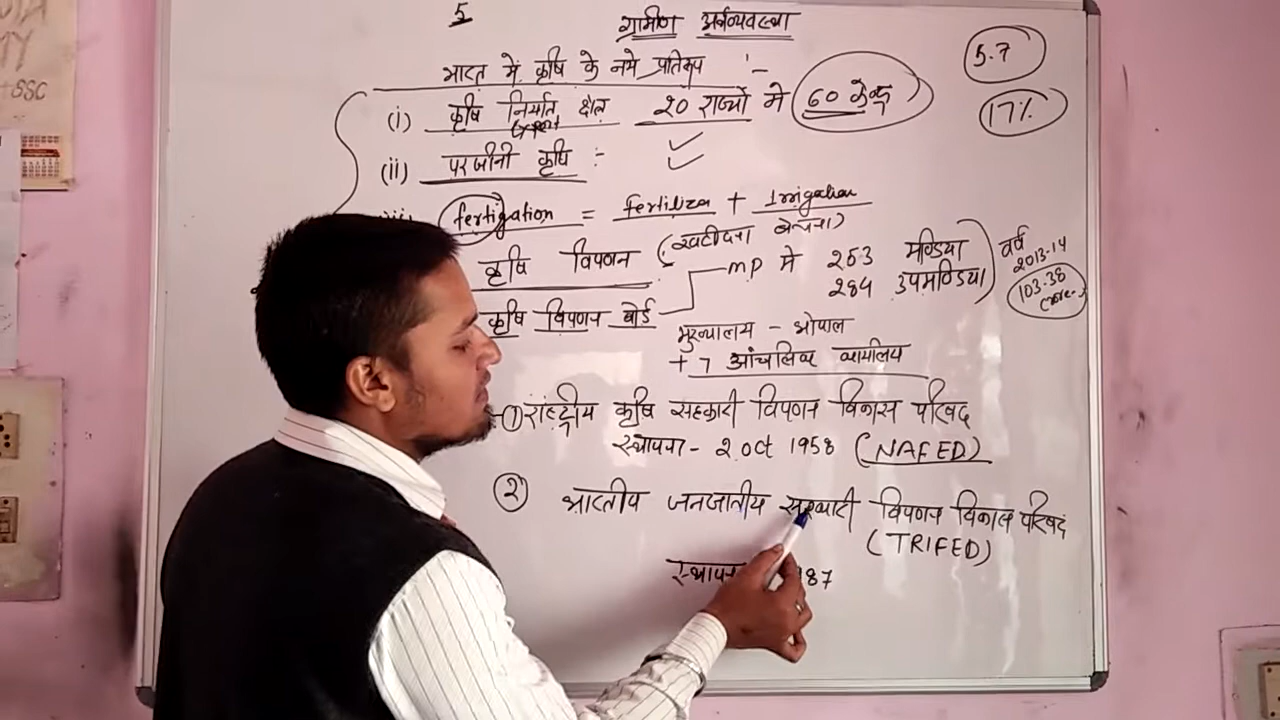 5
ग्रामीण अर्थव्यवस्था
भारत में कृषि के नये प्रतिरूप :-
5.7
17%
(i) कृषि निर्यात क्षेत्र 20 राज्यों मे 60 केन्द्र
(ii) परजीनी कृषि :-
fertigation = fertilizer + Irrigation
कृषि विपणन (खरीदना बेचना)
कृषि विपणन बोर्ड
MP मे 253 मण्डिया
284 उपमण्डिया
वर्ष
2013-14
103.38
मुख्यालय - भोपाल
+ 7 आंचलिक कार्यालय
① राष्ट्रीय कृषि सहकारी विपणन विकास परिषद
स्थापना - 2 oct 1958 (NAFED)
② भारतीय जनजातीय सहकारी विपणन विकास परिषद
(TRIFED)
87
SSC